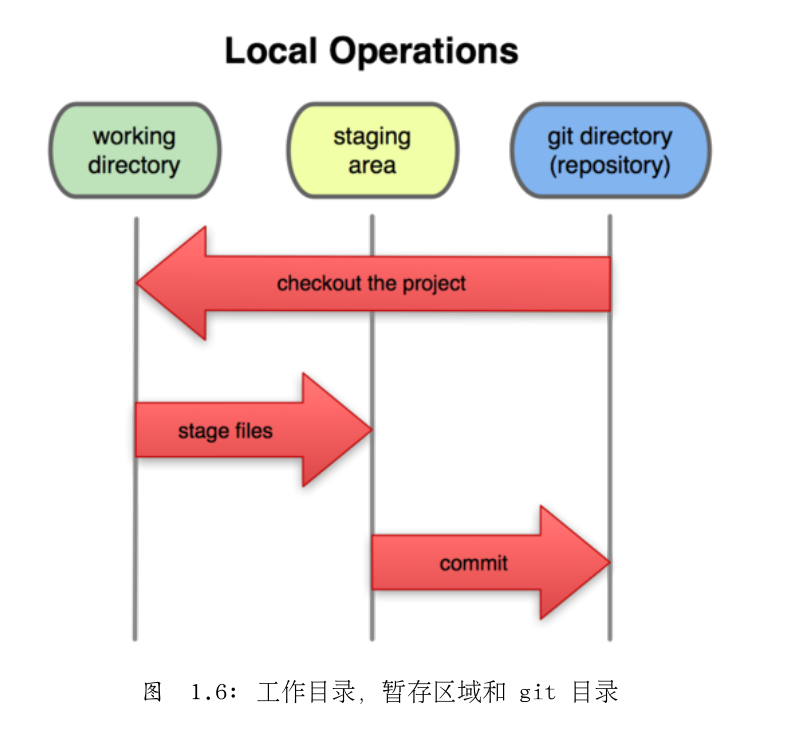 Local Operations
working
directory
staging
area
git directory
(repository)
checkout the project
stage files
commit
图 1.6: 工作目录, 暂存区域和 git 目录